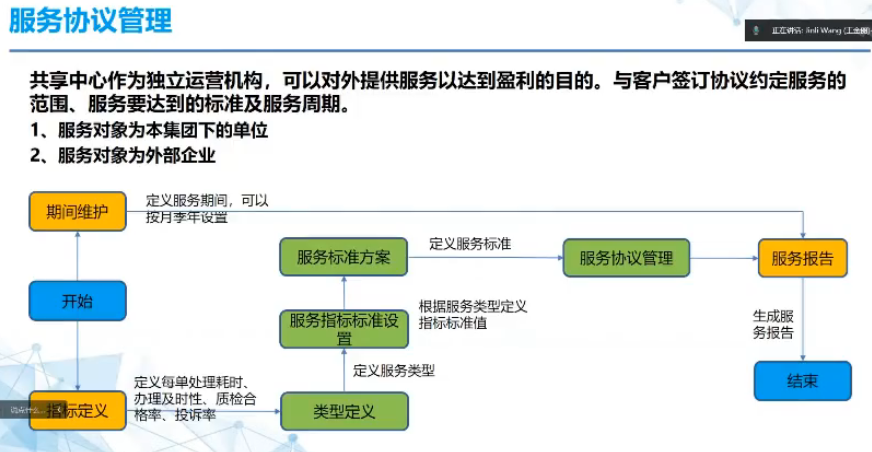 服务协议管理
正在讲话: Jinli Wang (王金俐)
共享中心作为独立运营机构，可以对外提供服务以达到盈利的目的。与客户签订协议约定服务的
范围、服务要达到的标准及服务周期。
1、服务对象为本集团下的单位
2、服务对象为外部企业
期间维护
定义服务期间，可以
按月季年设置
服务标准方案
定义服务标准
服务协议管理
服务报告
开始
服务指标标准设
置
根据服务类型定义
指标标准值
生成服
务报告
定义服务类型
结束
定义每单处理耗时、
办理及时性、质检合
格率、投诉率
说点什么...
指标定义
类型定义